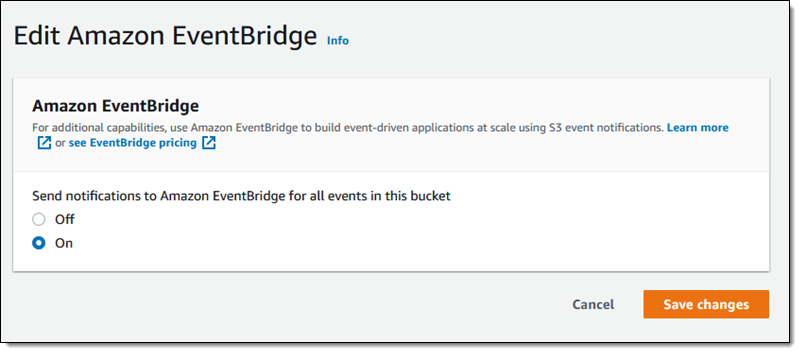 Edit Amazon EventBridge Info
Amazon EventBridge
For additional capabilities, use Amazon EventBridge to build event-driven applications at scale using S3 event notifications. Learn more
or see EventBridge pricing
Send notifications to Amazon EventBridge for all events in this bucket
Off
On
Cancel Save changes